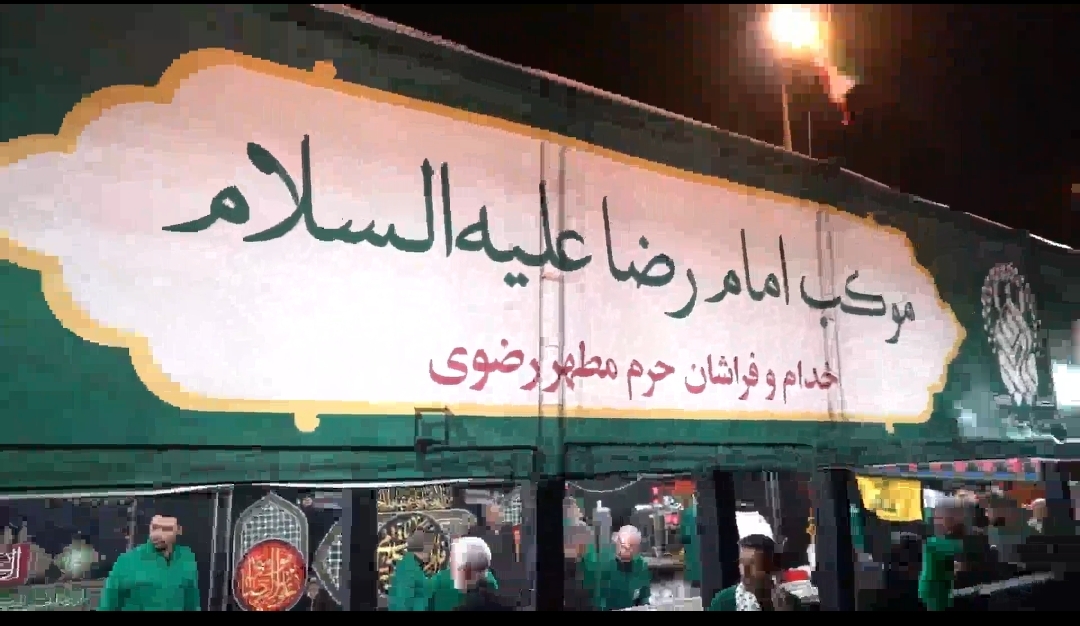 موکب امام رضا علیه السلام
خدام و فراشان حرم مطهر رضوی